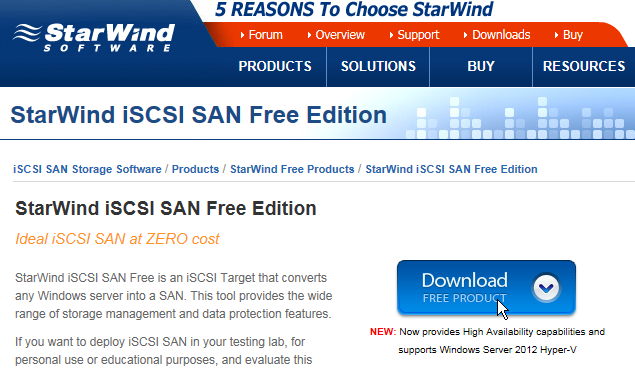 5 REASONS To Choose StarWind
StarWind
SOFTWARE
Forum Overview Support Downloads Buy
PRODUCTS SOLUTIONS BUY RESOURCES
StarWind iSCSI SAN Free Edition
iSCSI SAN Storage Software / Products / StarWind Free Products / StarWind iSCSI SAN Free Edition
StarWind iSCSI SAN Free Edition
Ideal iSCSI SAN at ZERO cost
StarWind iSCSI SAN Free is an iSCSI Target that converts
any Windows server into a SAN. This tool provides the wide
range of storage management and data protection features.
If you want to deploy iSCSI SAN in your testing lab, for
personal use or educational purposes, and evaluate this
Download
FREE PRODUCT
NEW: Now provides High Availability capabilities and
supports Windows Server 2012 Hyper-V